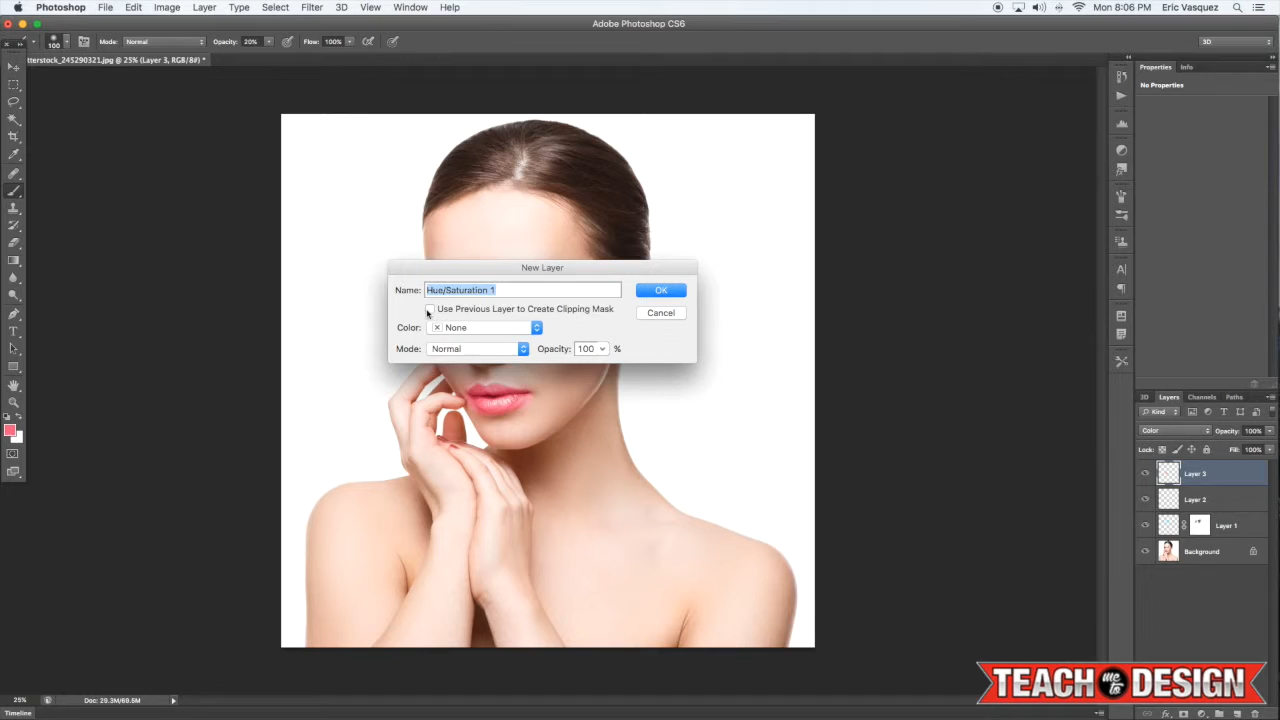 Photoshop File Edit Image Layer Type Select Filter 3D View Window Help Mon 8:06 PM Eric Vasquez
Adobe Photoshop CS6
100 Mode: Normal Opacity: 20% Flow: 100% 3D
tterstock_245290321.jpg @ 25% (Layer 3, RGB/8#) *
Properties Info
No Properties
New Layer
Name: Hue/Saturation 1 OK
Use Previous Layer to Create Clipping Mask Cancel
Color: None
Mode: Normal Opacity: 100 %
3D Layers Channels Paths
Kind
Color Opacity: 100%
Lock: Fill: 100%
Layer 3
Layer 2
Layer 1
Background
TEACH me to DESIGN
25% Doc: 29.3M/69.5M
Timeline